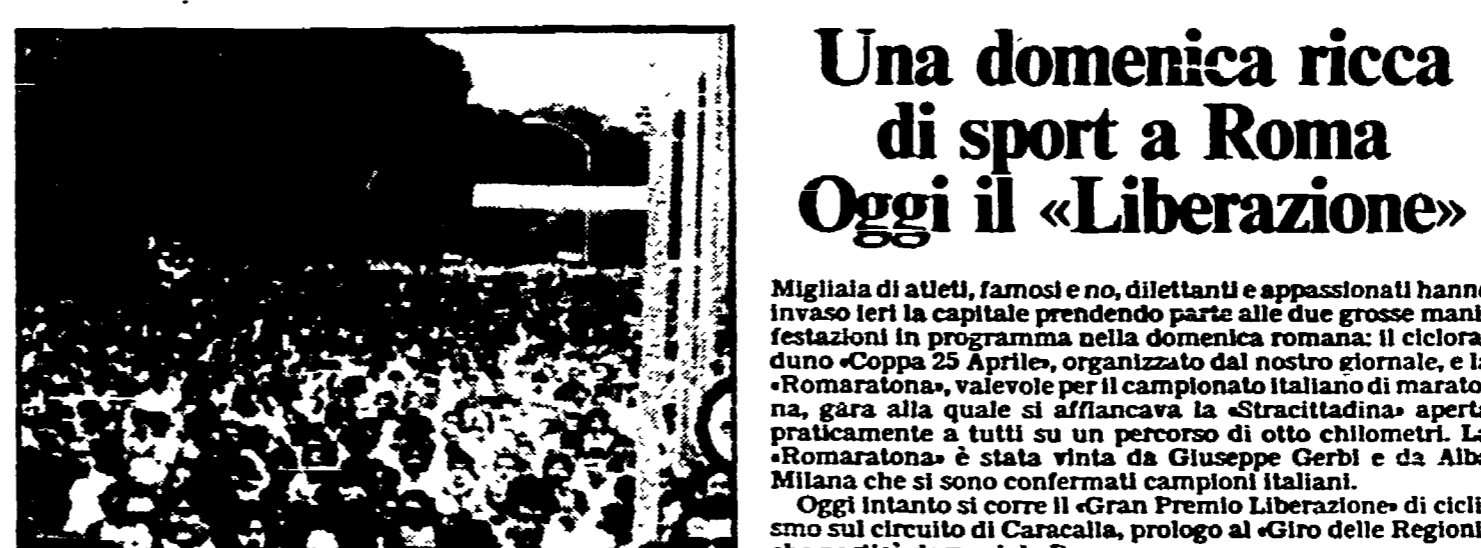 Una domenica ricca
di sport a Roma
Oggi il «Liberazione»
Migliaia di atleti, famosi e no, dilettanti e appassionati hanno
invaso ieri la capitale prendendo parte alle due grosse mani-
festazioni in programma nella domenica romana: il ciclora-
duno «Coppa 25 Aprile», organizzato dal nostro giornale, e la
«Romaratona», valevole per il campionato italiano di marato-
na, gara alla quale si affiancava la «Stracittadina» aperta
praticamente a tutti su un percorso di otto chilometri. La
«Romaratona» è stata vinta da Giuseppe Gerbi e da Alba
Milana che si sono confermati campioni italiani.
Oggi intanto si corre il «Gran Premio Liberazione» di cicli-
smo sul circuito di Caracalla, prologo al «Giro delle Regioni»